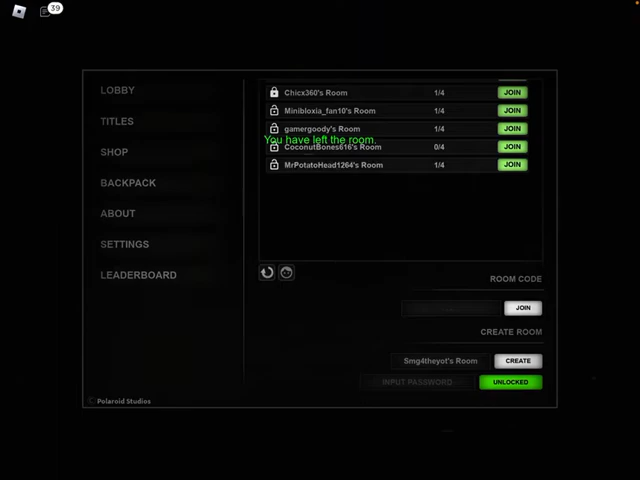 39
LOBBY
TITLES
SHOP
BACKPACK
ABOUT
SETTINGS
LEADERBOARD
Chicx360's Room 1/4 JOIN
Minibloxia_fan10's Room 1/4 JOIN
gamergoody's Room 1/4 JOIN
You have left the room.
CoconutBones616's Room 0/4 JOIN
MrPotatoHead1264's Room 1/4 JOIN
ROOM CODE
JOIN
CREATE ROOM
Smg4theyot's Room CREATE
INPUT PASSWORD UNLOCKED
© Polaroid Studios